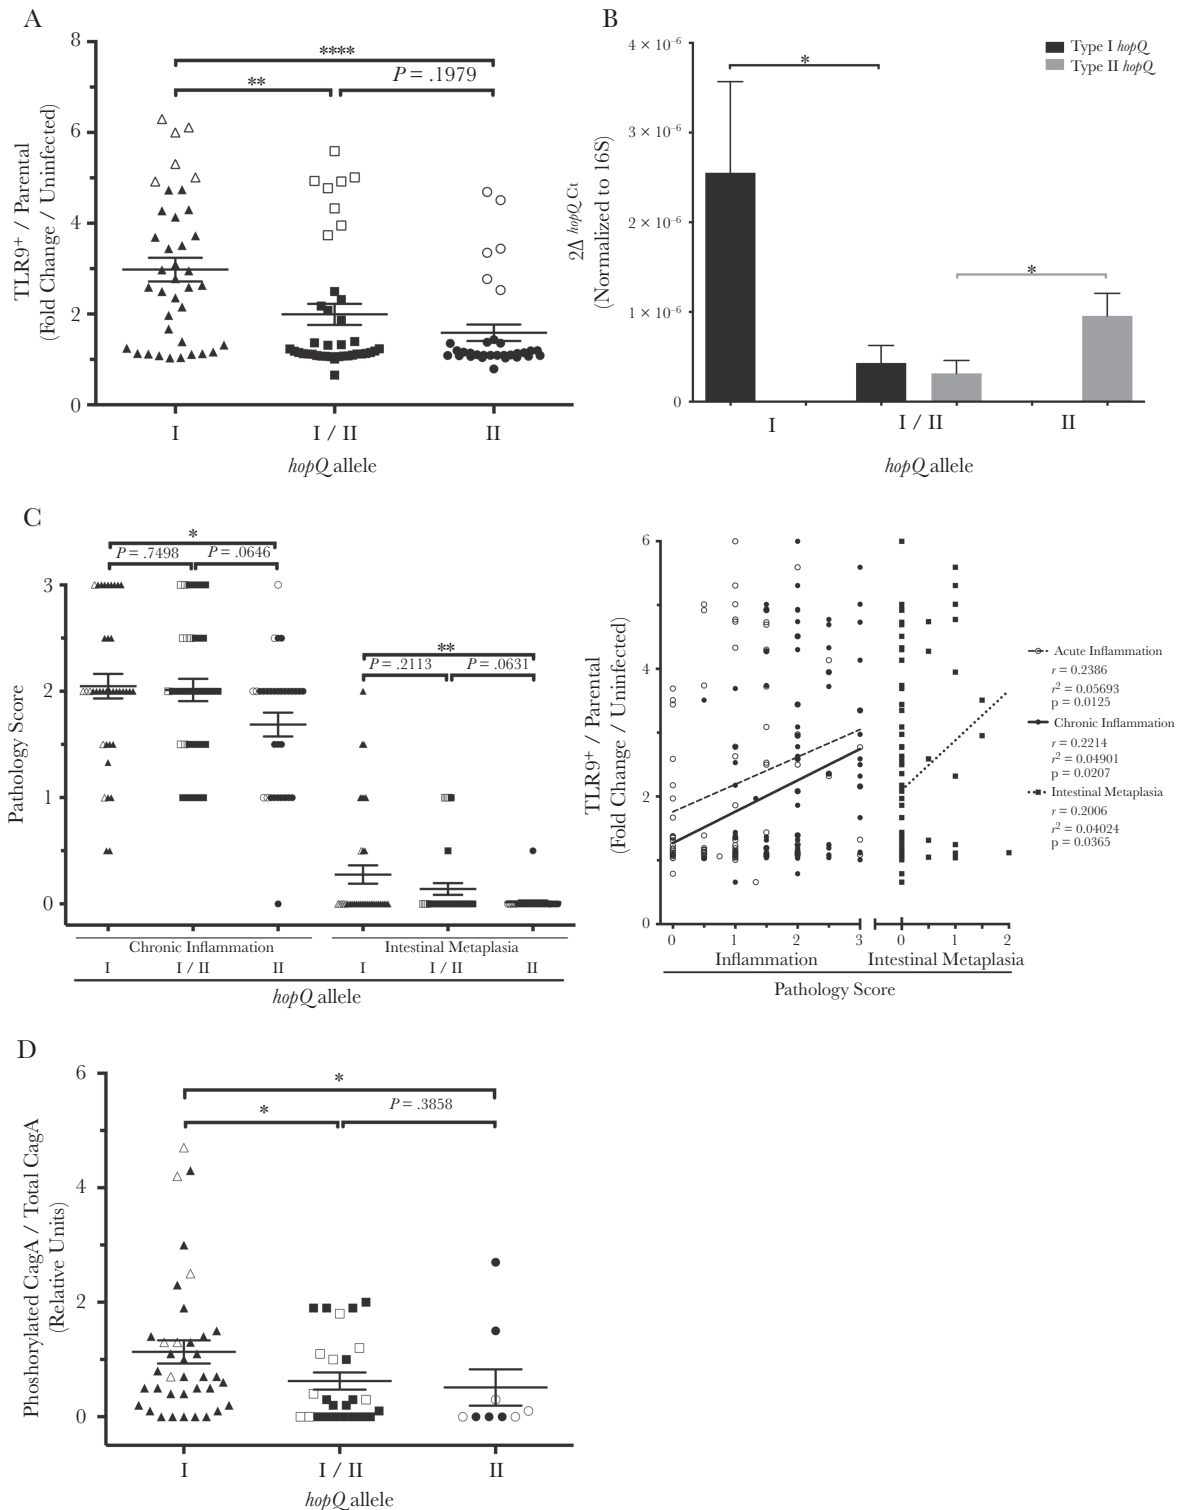 A
8
6
4
2
0
TLR9⁺ / Parental
(Fold Change / Uninfected)
****
**
P = .1979
I
I / II
II
hopQ allele
B
Type I hopQ
Type II hopQ
4 × 10⁻⁶
3 × 10⁻⁶
2 × 10⁻⁶
1 × 10⁻⁶
0
2Δ hopQ Ct
(Normalized to 16S)
*
*
I
I / II
II
hopQ allele
C
3
2
1
0
Pathology Score
*
P = .7498
P = .0646
**
P = .2113
P = .0631
Chronic Inflammation
Intestinal Metaplasia
I
I / II
II
I
I / II
II
hopQ allele
6
4
2
0
TLR9⁺ / Parental
(Fold Change / Uninfected)
0
1
2
3
0
1
2
Inflammation
Intestinal Metaplasia
Pathology Score
Acute Inflammation
r = 0.2386
r² = 0.05693
p = 0.0125
Chronic Inflammation
r = 0.2214
r² = 0.04901
p = 0.0207
Intestinal Metaplasia
r = 0.2006
r² = 0.04024
p = 0.0365
D
6
4
2
0
Phoshorylated CagA / Total CagA
(Relative Units)
*
*
P = .3858
I
I / II
II
hopQ allele